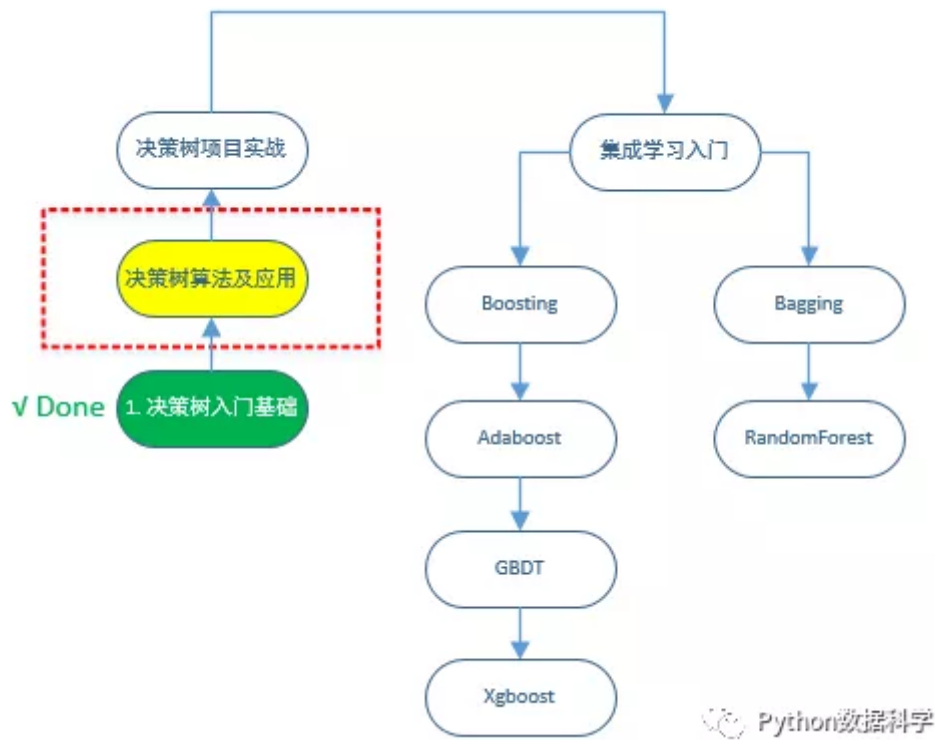 决策树项目实战
集成学习入门
决策树算法及应用
Boosting
Bagging
√ Done
1. 决策树入门基础
Adaboost
RandomForest
GBDT
Xgboost
Python数据科学